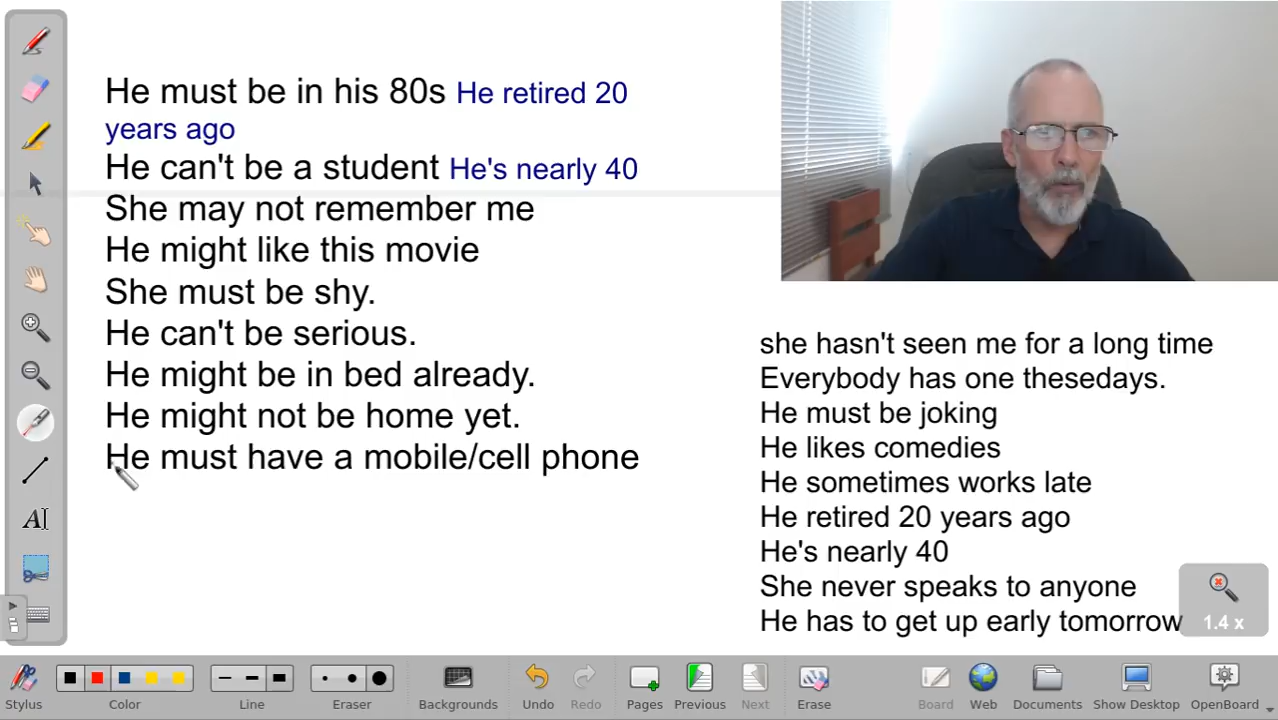 He must be in his 80s He retired 20
years ago
He can't be a student He's nearly 40
She may not remember me
He might like this movie
She must be shy.
He can't be serious.
He might be in bed already.
He might not be home yet.
He must have a mobile/cell phone
she hasn't seen me for a long time
Everybody has one thesedays.
He must be joking
He likes comedies
He sometimes works late
He retired 20 years ago
He's nearly 40
She never speaks to anyone
He has to get up early tomorrow
1.4 x
AI
Stylus Color Line Eraser Backgrounds Undo Redo Pages Previous Next Erase Board Web Documents Show Desktop OpenBoard